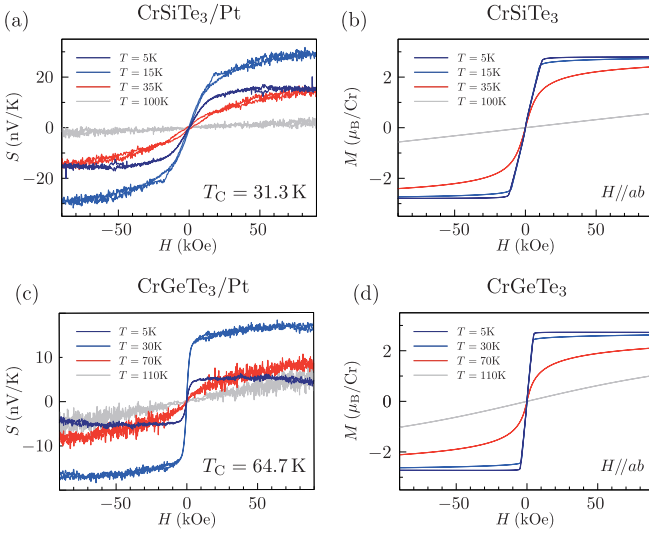 (a)
CrSiTe3/Pt
T = 5K
T = 15K
T = 35K
T = 100K
20
0
−20
S (nV/K)
TC = 31.3 K
−50
0
50
H (kOe)
(b)
CrSiTe3
T = 5K
T = 15K
T = 35K
T = 100K
2
0
−2
M (μB/Cr)
H//ab
−50
0
50
H (kOe)
(c)
CrGeTe3/Pt
T = 5K
T = 30K
T = 70K
T = 110K
10
0
−10
S (nV/K)
TC = 64.7 K
−50
0
50
H (kOe)
(d)
CrGeTe3
T = 5K
T = 30K
T = 70K
T = 110K
2
0
−2
M (μB/Cr)
H//ab
−50
0
50
H (kOe)